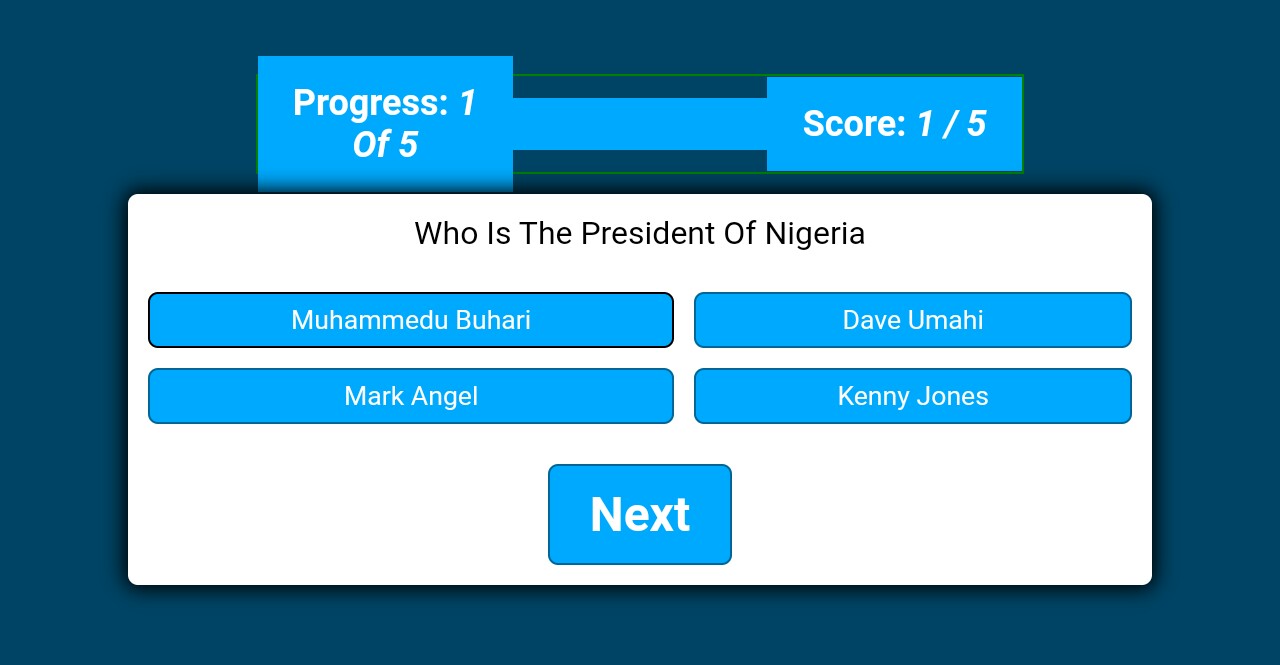 Progress: 1
Of 5
Score: 1 / 5
Who Is The President Of Nigeria
Muhammedu Buhari
Dave Umahi
Mark Angel
Kenny Jones
Next